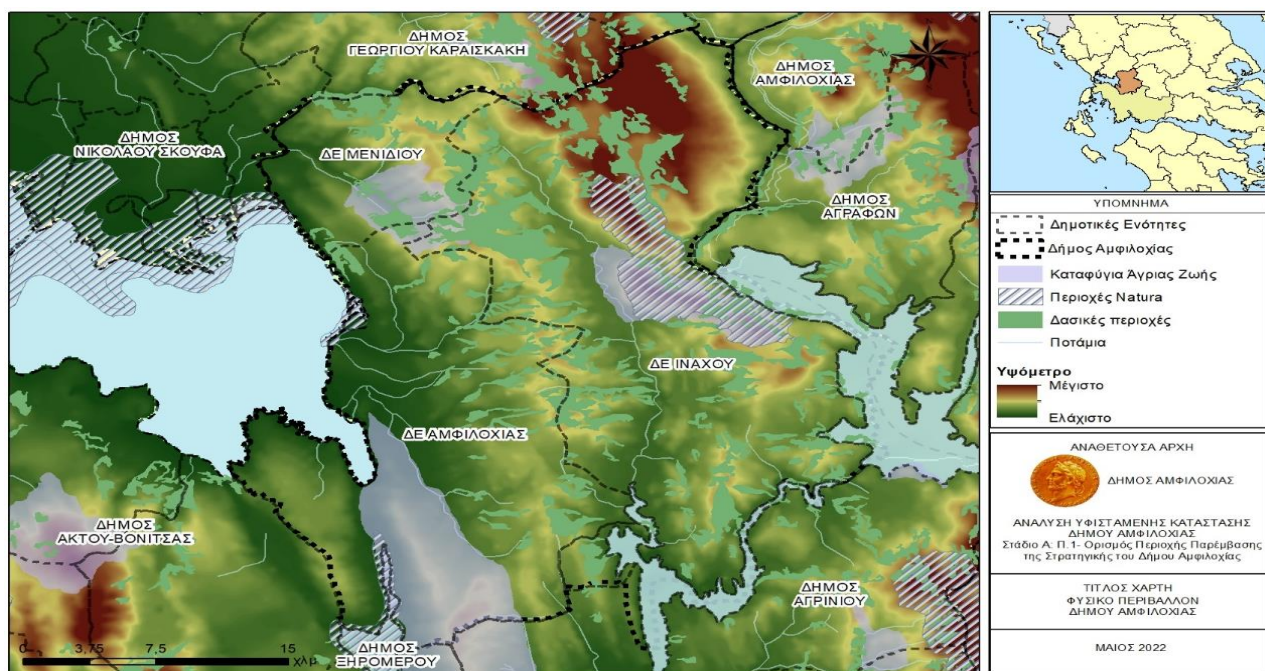 ΔΗΜΟΣ
ΓΕΩΡΓΙΟΥ ΚΑΡΑΙΣΚΑΚΗ
ΔΗΜΟΣ
ΑΜΦΙΛΟΧΙΑΣ
ΔΗΜΟΣ
ΝΙΚΟΛΑΟΥ ΣΚΟΥΦΑ
ΔΕ ΜΕΝΙΔΙΟΥ
ΔΗΜΟΣ
ΑΓΡΑΦΩΝ
ΔΕ ΙΝΑΧΟΥ
ΔΕ ΑΜΦΙΛΟΧΙΑΣ
ΔΗΜΟΣ
ΑΚΤΟΥ-ΒΟΝΙΤΣΑΣ
ΔΗΜΟΣ
ΑΓΡΙΝΙΟΥ
ΔΗΜΟΣ
ΞΗΡΟΜΕΡΟΥ
0 3,75 7,5 15
χλμ
ΥΠΟΜΝΗΜΑ
Δημοτικές Ενότητες
Δήμος Αμφιλοχίας
Καταφύγια Άγριας Ζωής
Περιοχές Natura
Δασικές περιοχές
Ποτάμια
Υψόμετρο
Μέγιστο
Ελάχιστο
ΑΝΑΘΕΤΟΥΣΑ ΑΡΧΗ
ΔΗΜΟΣ ΑΜΦΙΛΟΧΙΑΣ
ΑΝΑΛΥΣΗ ΥΦΙΣΤΑΜΕΝΗΣ ΚΑΤΑΣΤΑΣΗΣ
ΔΗΜΟΥ ΑΜΦΙΛΟΧΙΑΣ
Στάδιο Α: Π.1- Ορισμός Περιοχής Παρέμβασης
της Στρατηγικής του Δήμου Αμφιλοχίας
ΤΙΤΛΟΣ ΧΑΡΤΗ
ΦΥΣΙΚΟ ΠΕΡΙΒΑΛΛΟΝ
ΔΗΜΟΥ ΑΜΦΙΛΟΧΙΑΣ
ΜΑΙΟΣ 2022